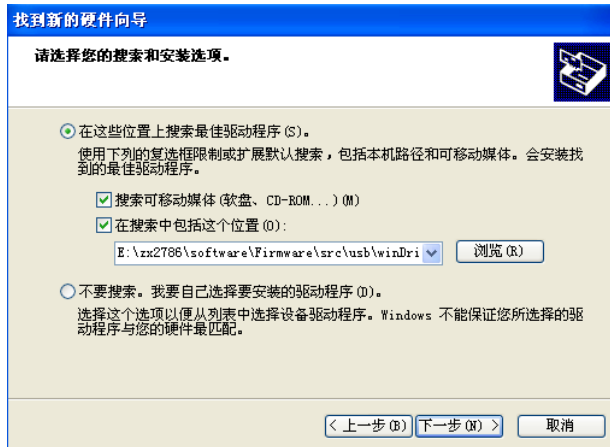 找到新的硬件向导
请选择您的搜索和安装选项。
在这些位置上搜索最佳驱动程序(S)。
使用下列的复选框限制或扩展默认搜索，包括本机路径和可移动媒体。会安装找
到的最佳驱动程序。
搜索可移动媒体(软盘、CD-ROM...)(M)
在搜索中包括这个位置(O):
E:\zx2786\software\Firmware\src\usb\winDri
浏览(R)
不要搜索。我要自己选择要安装的驱动程序(D)。
选择这个选项以便从列表中选择设备驱动程序。Windows 不能保证您所选择的驱
动程序与您的硬件最匹配。
< 上一步(B)
下一步(N) >
取消